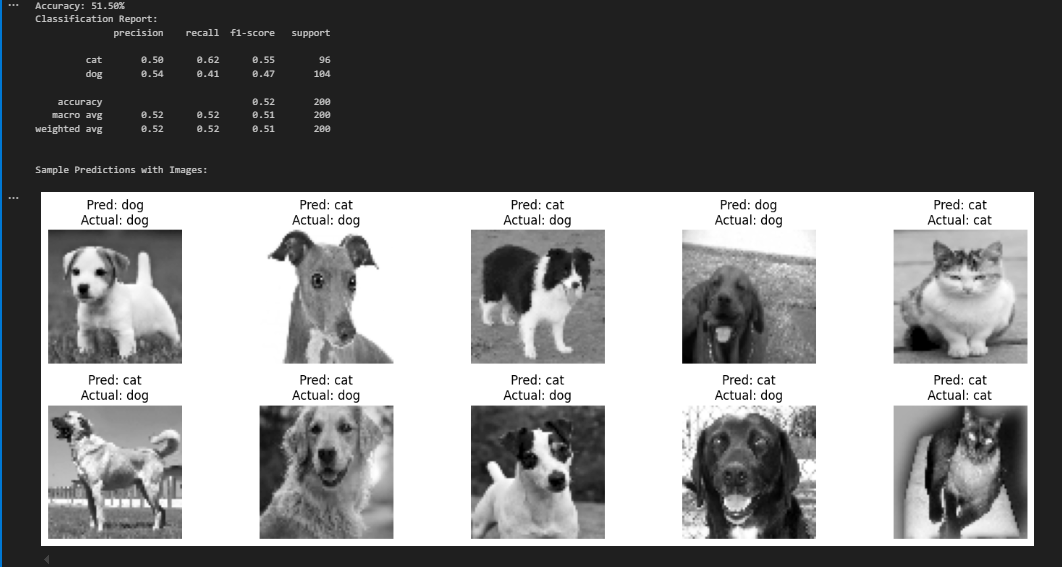 Accuracy: 51.50%
Classification Report:
precision recall f1-score support
cat 0.50 0.62 0.55 96
dog 0.54 0.41 0.47 104
accuracy 0.52 200
macro avg 0.52 0.52 0.51 200
weighted avg 0.52 0.52 0.51 200
Sample Predictions with Images:
Pred: dog
Actual: dog
Pred: cat
Actual: dog
Pred: cat
Actual: dog
Pred: dog
Actual: dog
Pred: cat
Actual: cat
Pred: cat
Actual: dog
Pred: cat
Actual: dog
Pred: cat
Actual: dog
Pred: cat
Actual: dog
Pred: cat
Actual: cat